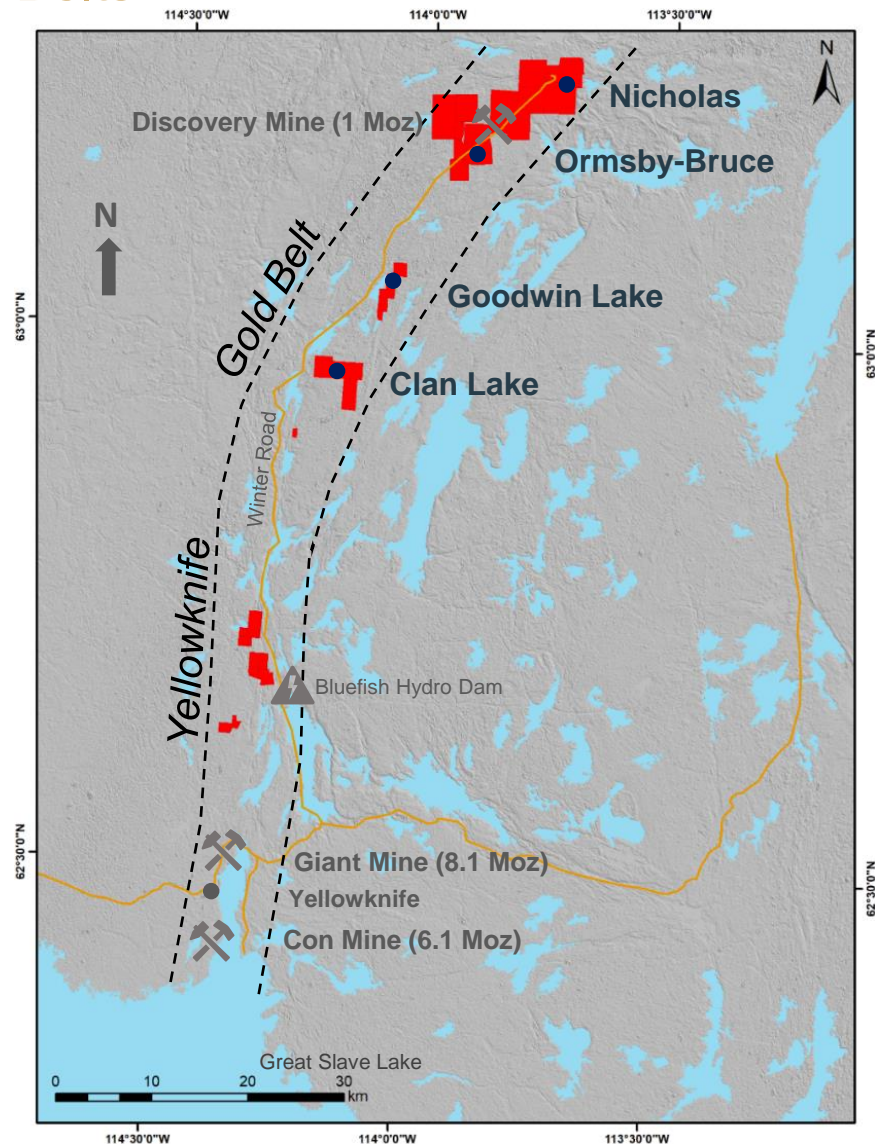 114°30'0"W
114°0'0"W
113°30'0"W
N
Nicholas
Discovery Mine (1 Moz)
Ormsby-Bruce
N
Gold Belt
Goodwin Lake
63°0'0"N
63°0'0"N
Clan Lake
Winter Road
Yellowknife
Bluefish Hydro Dam
62°30'0"N
Giant Mine (8.1 Moz)
62°30'0"N
Yellowknife
Con Mine (6.1 Moz)
Great Slave Lake
0 10 20 30
km
114°30'0"W
114°0'0"W
113°30'0"W